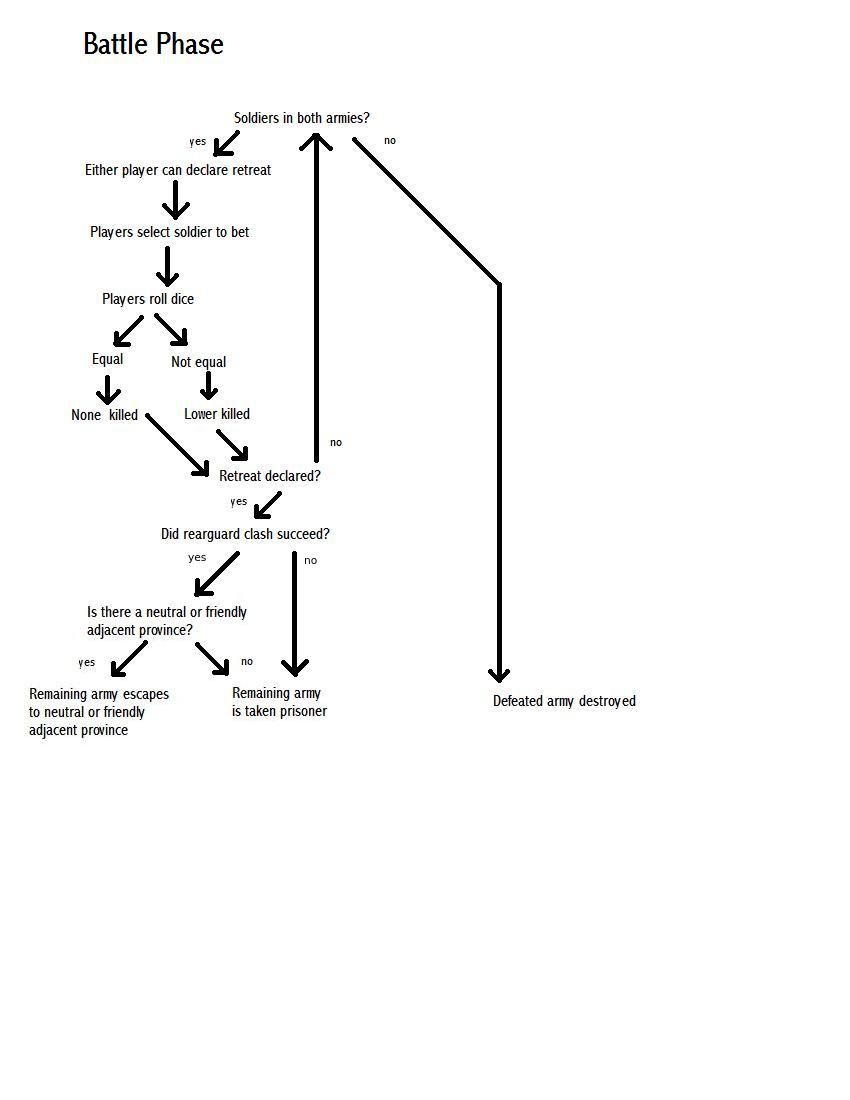 Battle Phase
Soldiers in both armies?
yes
no
Either player can declare retreat
Players select soldier to bet
Players roll dice
Equal
Not equal
None killed
Lower killed
no
Retreat declared?
yes
Did rearguard clash succeed?
yes
no
Is there a neutral or friendly
adjacent province?
yes
no
Remaining army escapes
to neutral or friendly
adjacent province
Remaining army
is taken prisoner
Defeated army destroyed